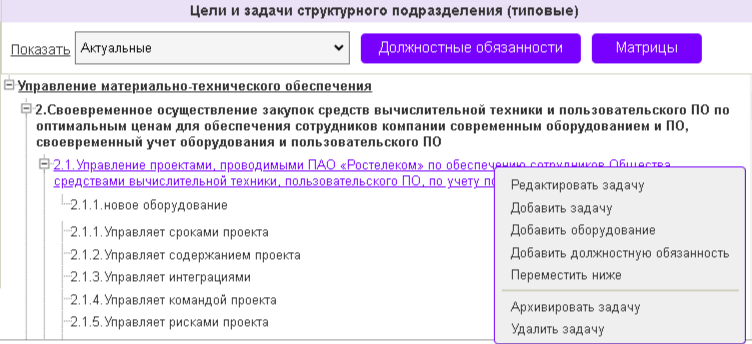 Цели и задачи структурного подразделения (типовые)
Показать Актуальные Должностные обязанности Матрицы
Управление материально-технического обеспечения
2.Своевременное осуществление закупок средств вычислительной техники и пользовательского ПО по
оптимальным ценам для обеспечения сотрудников компании современным оборудованием и ПО,
своевременный учет оборудования и пользовательского ПО
2.1.Управление проектами, проводимыми ПАО «Ростелеком» по обеспечению сотрудников Общества
средствами вычислительной техники, пользовательского ПО, по учету
2.1.1.новое оборудование
2.1.1.Управляет сроками проекта
2.1.2.Управляет содержанием проекта
2.1.3.Управляет интеграциями
2.1.4.Управляет командой проекта
2.1.5.Управляет рисками проекта
Редактировать задачу
Добавить задачу
Добавить оборудование
Добавить должностную обязанность
Переместить ниже
Архивировать задачу
Удалить задачу